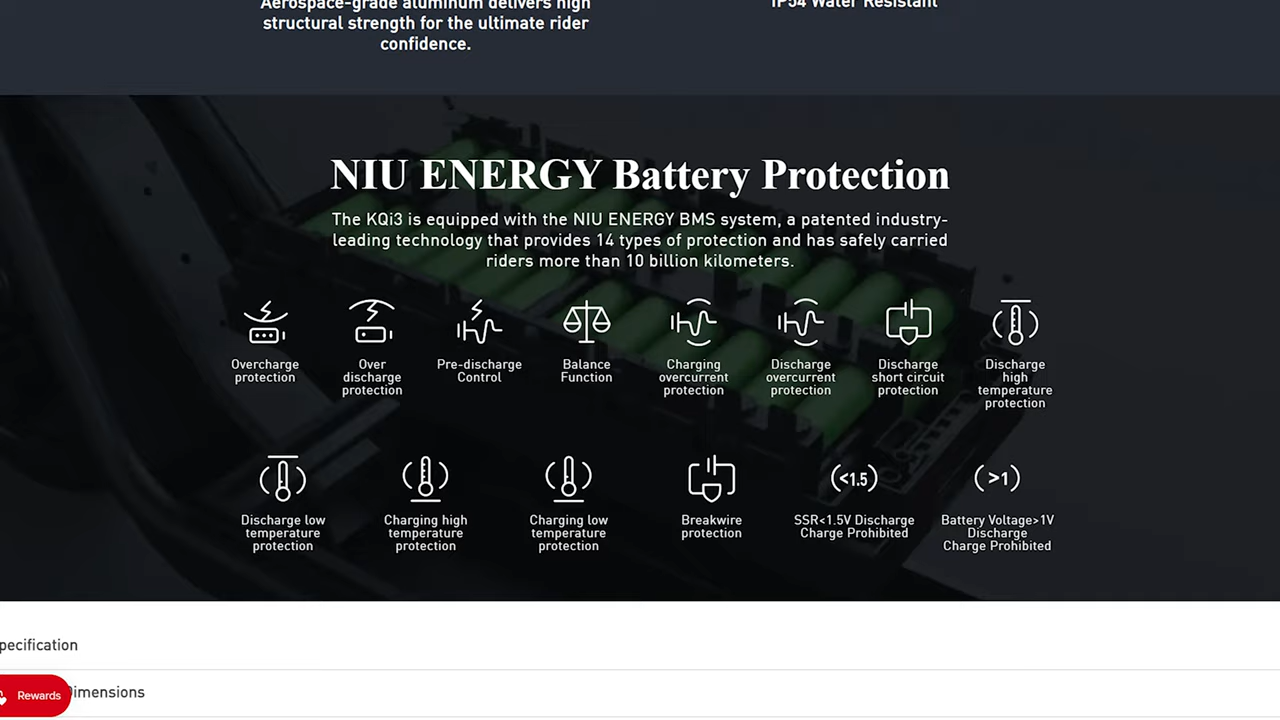 Aerospace-grade aluminum delivers high
structural strength for the ultimate rider
confidence.
IP54 Water Resistant
NIU ENERGY Battery Protection
The KQi3 is equipped with the NIU ENERGY BMS system, a patented industry-
leading technology that provides 14 types of protection and has safely carried
riders more than 10 billion kilometers.
Overcharge
protection
Over
discharge
protection
Pre-discharge
Control
Balance
Function
Charging
overcurrent
protection
Discharge
overcurrent
protection
Discharge
short circuit
protection
Discharge
high
temperature
protection
Discharge low
temperature
protection
Charging high
temperature
protection
Charging low
temperature
protection
Breakwire
protection
(<1.5)
SSR<1.5V Discharge
Charge Prohibited
(>1)
Battery Voltage>1V
Discharge
Charge Prohibited
pecification
Dimensions
Rewards